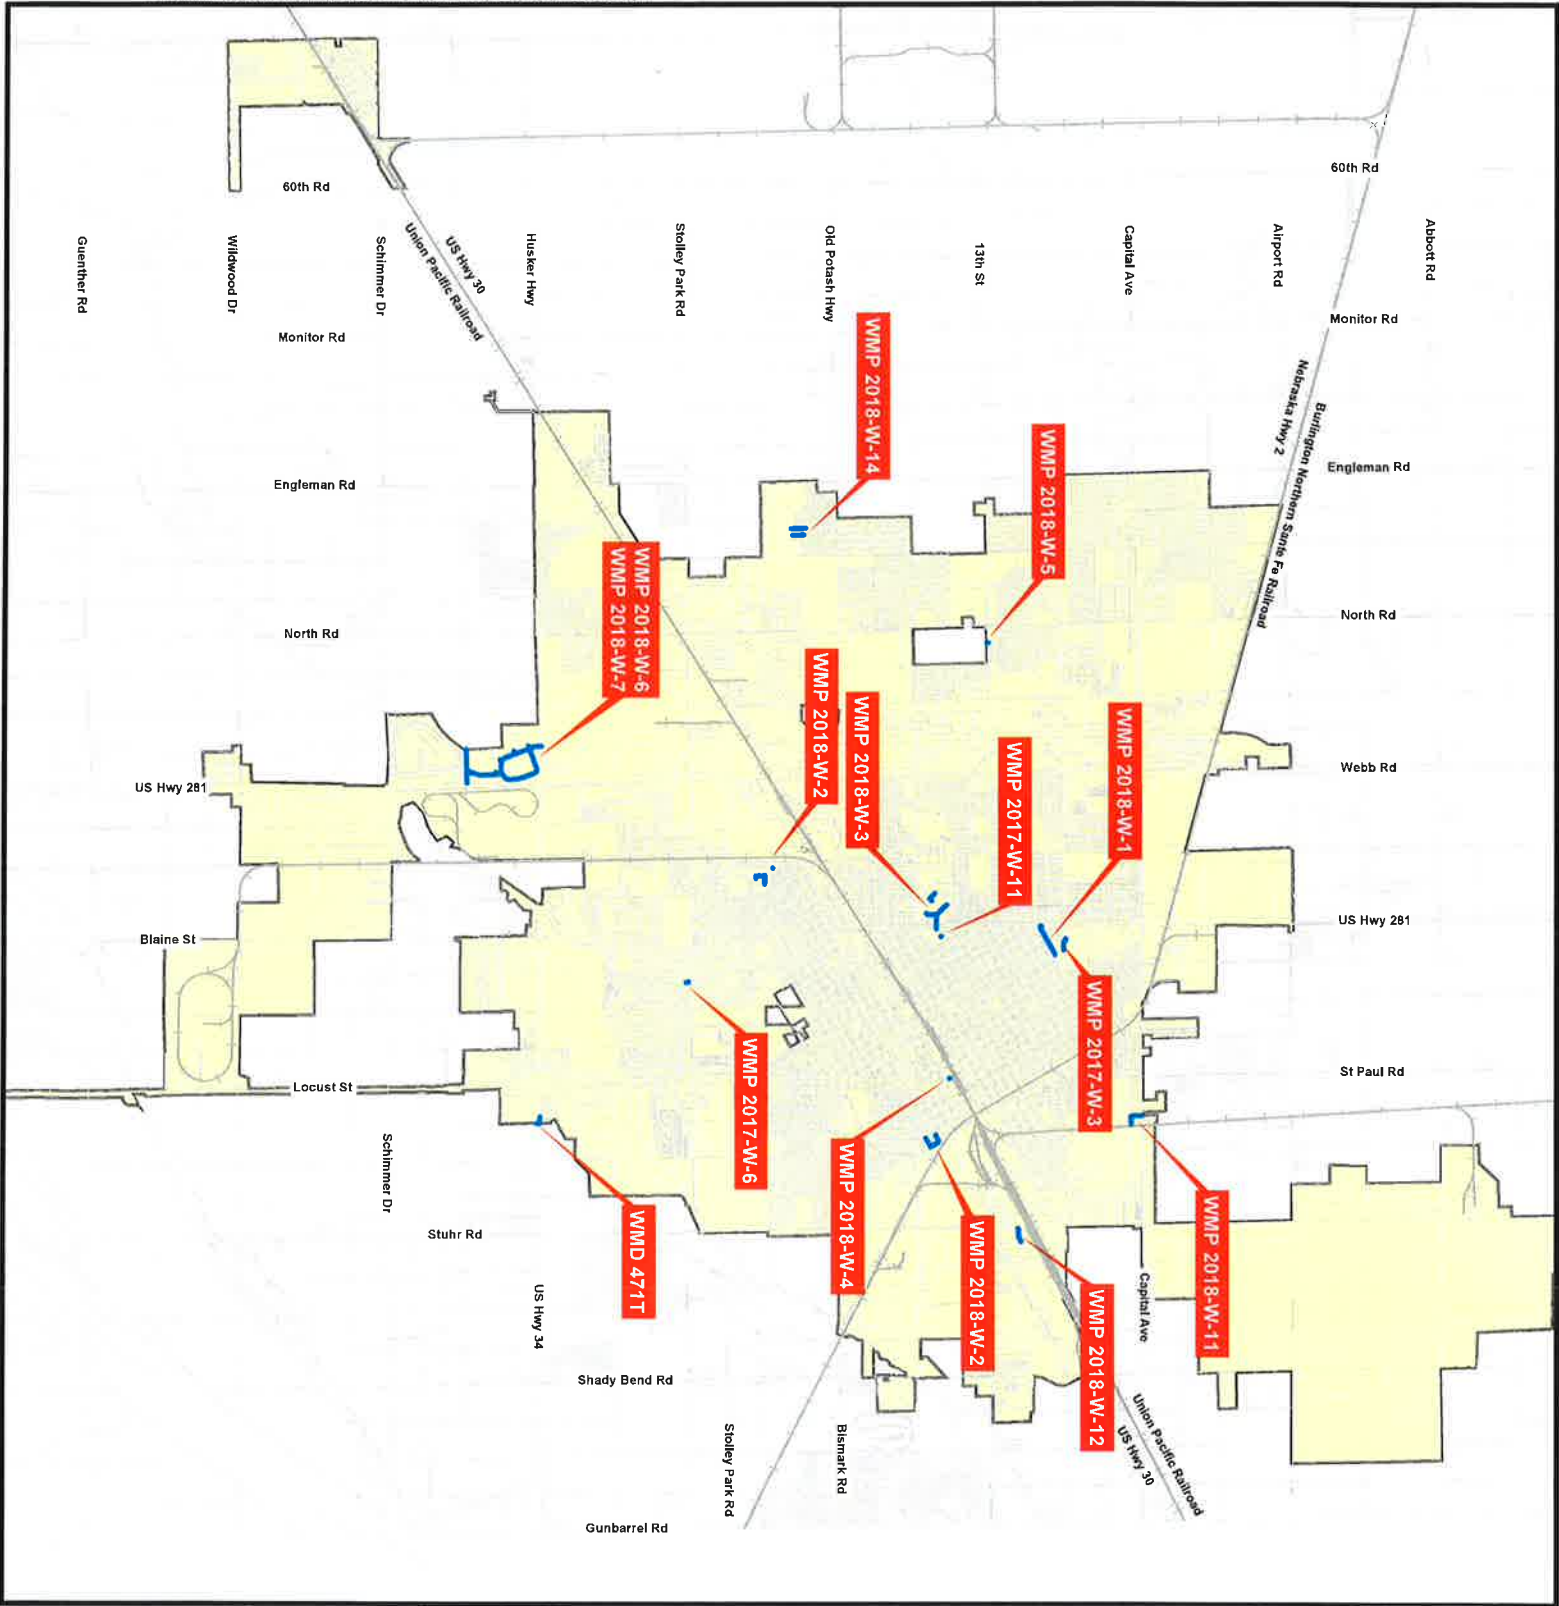 60th Rd
60th Rd
Guenther Rd
Wildwood Dr
Schimmer Dr
Union Pacific Railroad
US Hwy 30
Husker Hwy
Stolley Park Rd
Old Potash Hwy
13th St
Capital Ave
Airport Rd
Abbott Rd
Monitor Rd
Monitor Rd
WMP 2018-W-14
WMP 2018-W-5
Nebraska Hwy 2
Burlington Northern Sante Fe Railroad
Engleman Rd
Engleman Rd
WMP 2018-W-6
WMP 2018-W-7
North Rd
North Rd
WMP 2018-W-2
WMP 2018-W-3
WMP 2017-W-11
WMP 2018-W-1
US Hwy 281
Webb Rd
Blaine St
US Hwy 281
WMP 2017-W-3
WMP 2017-W-6
Locust St
St Paul Rd
Schimmer Dr
WMP 2018-W-4
WMP 2018-W-11
WMD 471T
WMP 2018-W-2
Stuhr Rd
US Hwy 34
Capital Ave
WMP 2018-W-12
Shady Bend Rd
Stolley Park Rd
Bismark Rd
Union Pacific Railroad
US Hwy 30
Gunbarrel Rd